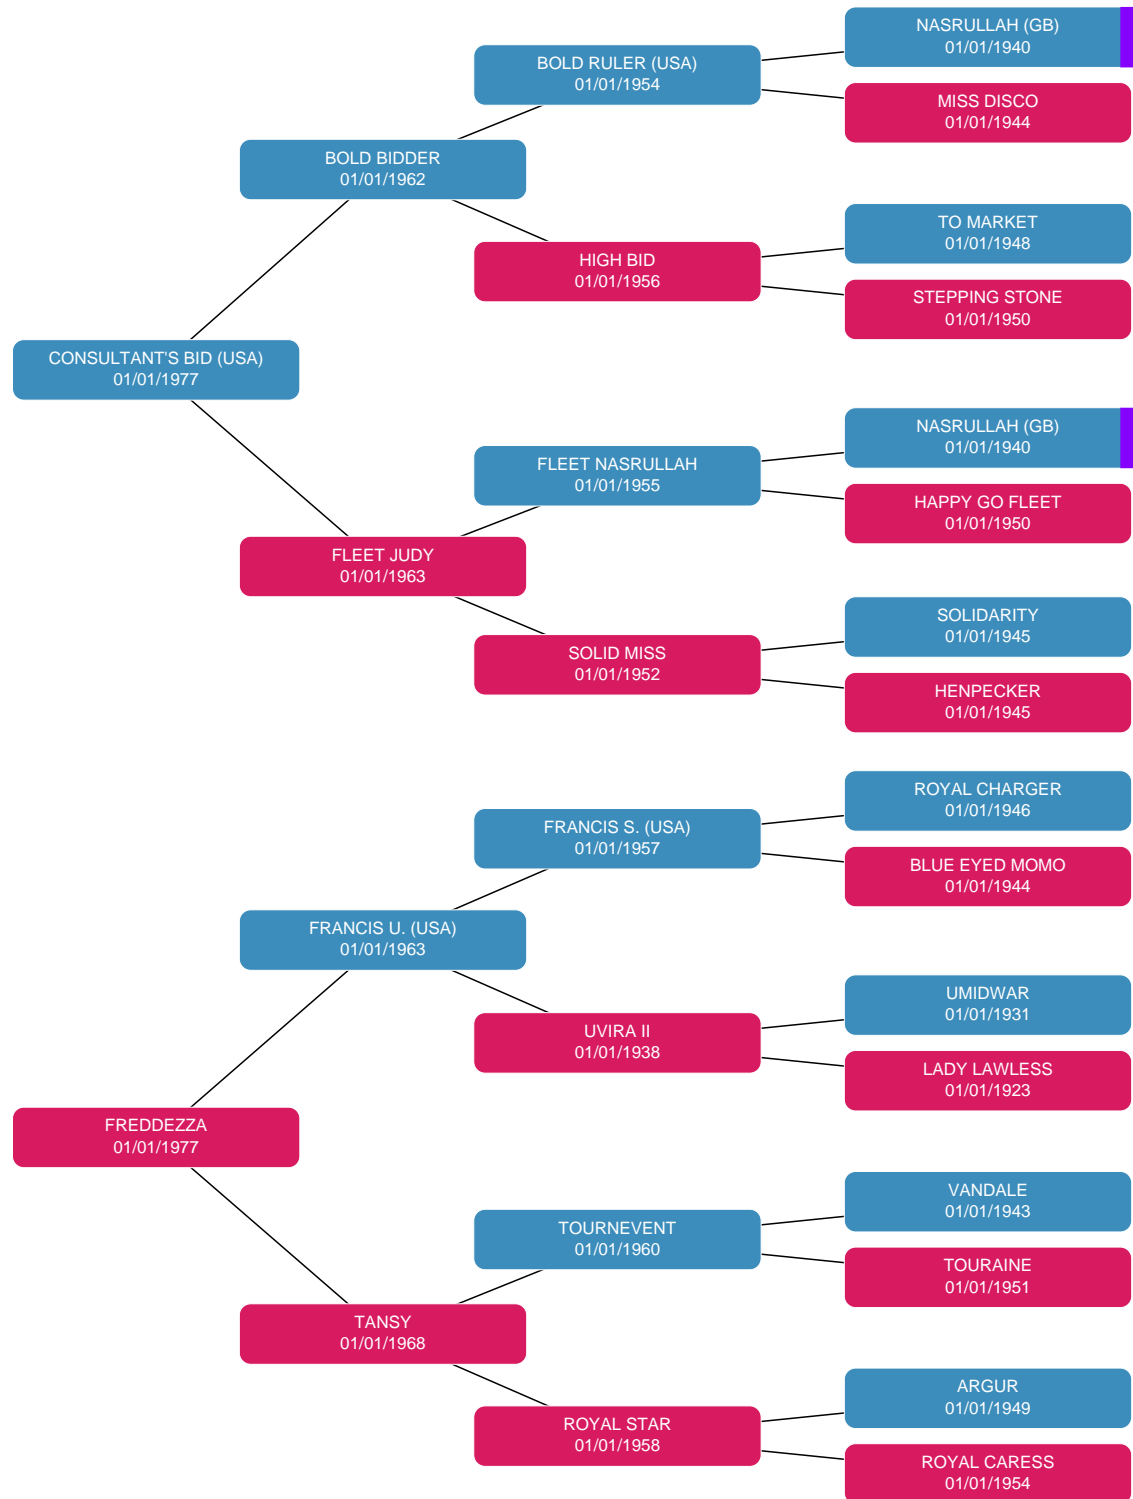 NASRULLAH (GB)
01/01/1940
BOLD RULER (USA)
01/01/1954
MISS DISCO
01/01/1944
BOLD BIDDER
01/01/1962
TO MARKET
01/01/1948
HIGH BID
01/01/1956
STEPPING STONE
01/01/1950
CONSULTANT'S BID (USA)
01/01/1977
NASRULLAH (GB)
01/01/1940
FLEET NASRULLAH
01/01/1955
HAPPY GO FLEET
01/01/1950
FLEET JUDY
01/01/1963
SOLIDARITY
01/01/1945
SOLID MISS
01/01/1952
HENPECKER
01/01/1945
ROYAL CHARGER
01/01/1946
FRANCIS S. (USA)
01/01/1957
BLUE EYED MOMO
01/01/1944
FRANCIS U. (USA)
01/01/1963
UMIDWAR
01/01/1931
UVIRA II
01/01/1938
LADY LAWLESS
01/01/1923
FREDDEZZA
01/01/1977
VANDALE
01/01/1943
TOURNEVENT
01/01/1960
TOURAINE
01/01/1951
TANSY
01/01/1968
ARGUR
01/01/1949
ROYAL STAR
01/01/1958
ROYAL CARESS
01/01/1954